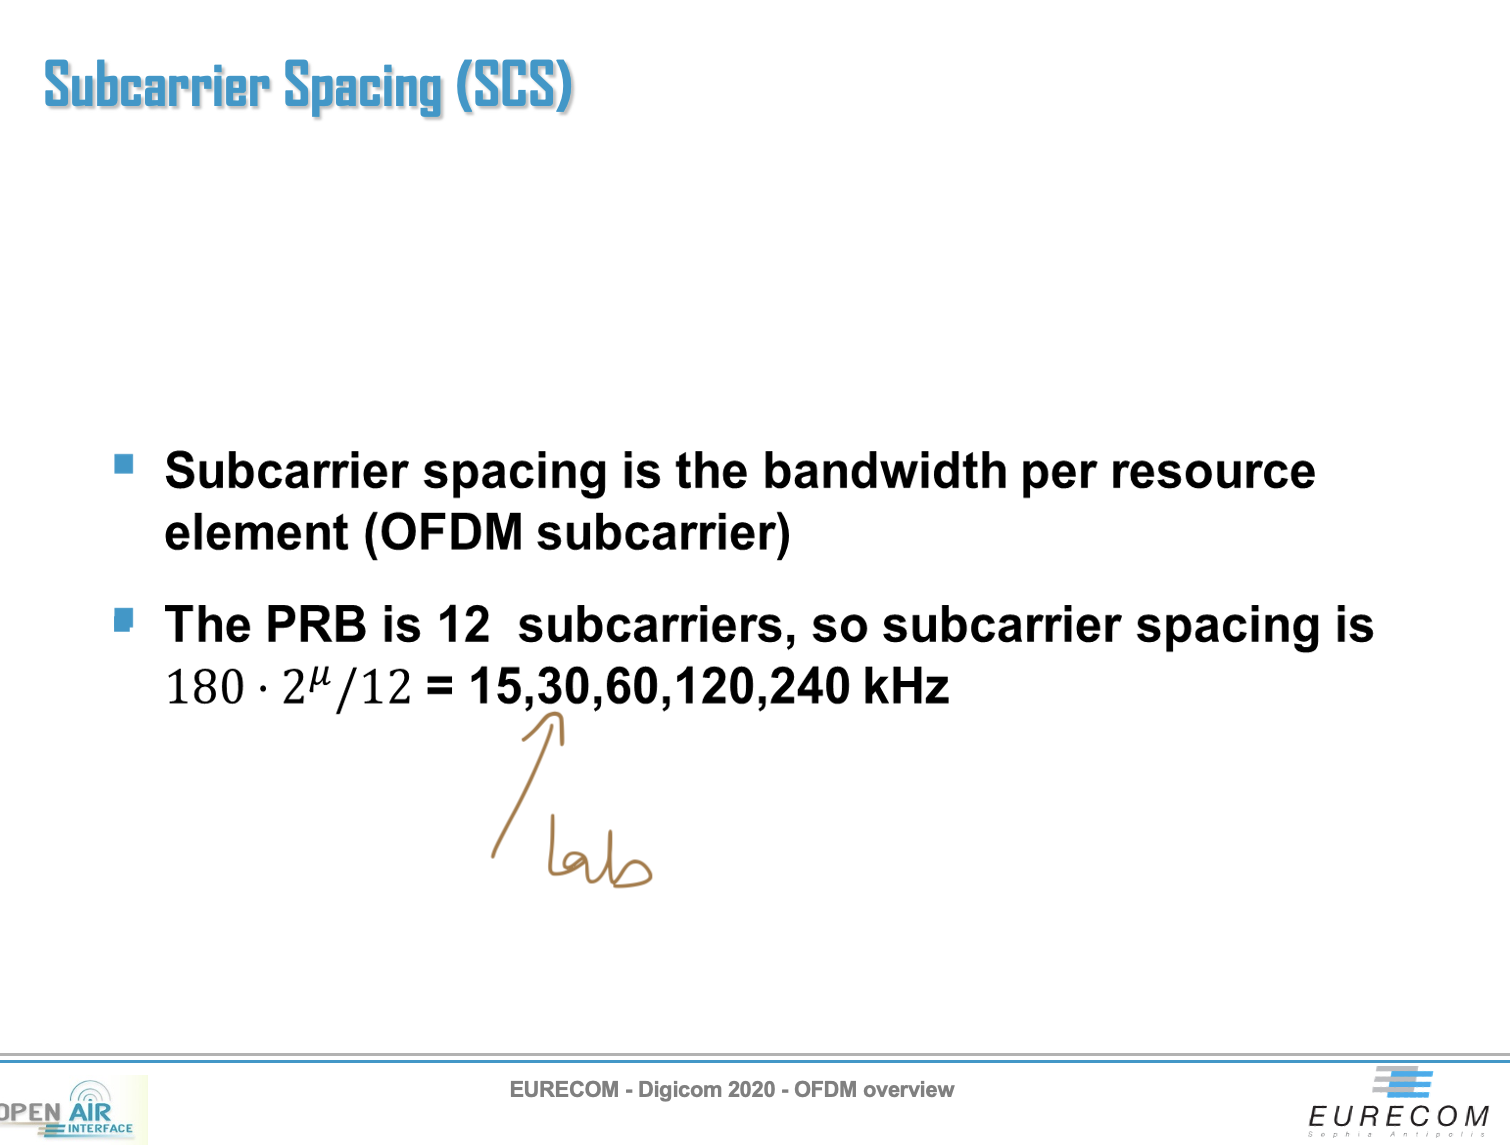 Subcarrier Spacing (SCS)
Subcarrier spacing is the bandwidth per resource
element (OFDM subcarrier)
The PRB is 12 subcarriers, so subcarrier spacing is
180 · 2^μ/12 = 15,30,60,120,240 kHz
lab
EURECOM - Digicom 2020 - OFDM overview
OPEN AIR
INTERFACE
EURECOM
Sophia Antipolis